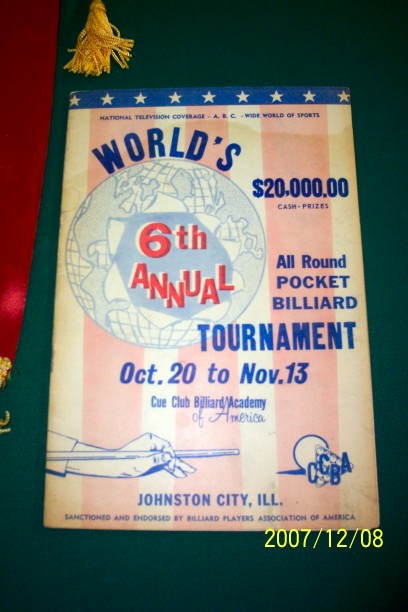 NATIONAL TELEVISION COVERAGE - A. B. C. - WIDE WORLD OF SPORTS
WORLD'S
$20,000.00
CASH - PRIZES
6th
ANNUAL
All Round
POCKET
BILLIARD
TOURNAMENT
Oct. 20 to Nov. 13
Cue Club Billiard Academy
of America
CCBA
JOHNSTON CITY, ILL.
SANCTIONED AND ENDORSED BY BILLIARD PLAYERS ASSOCIATION OF AMERICA
2007/12/08